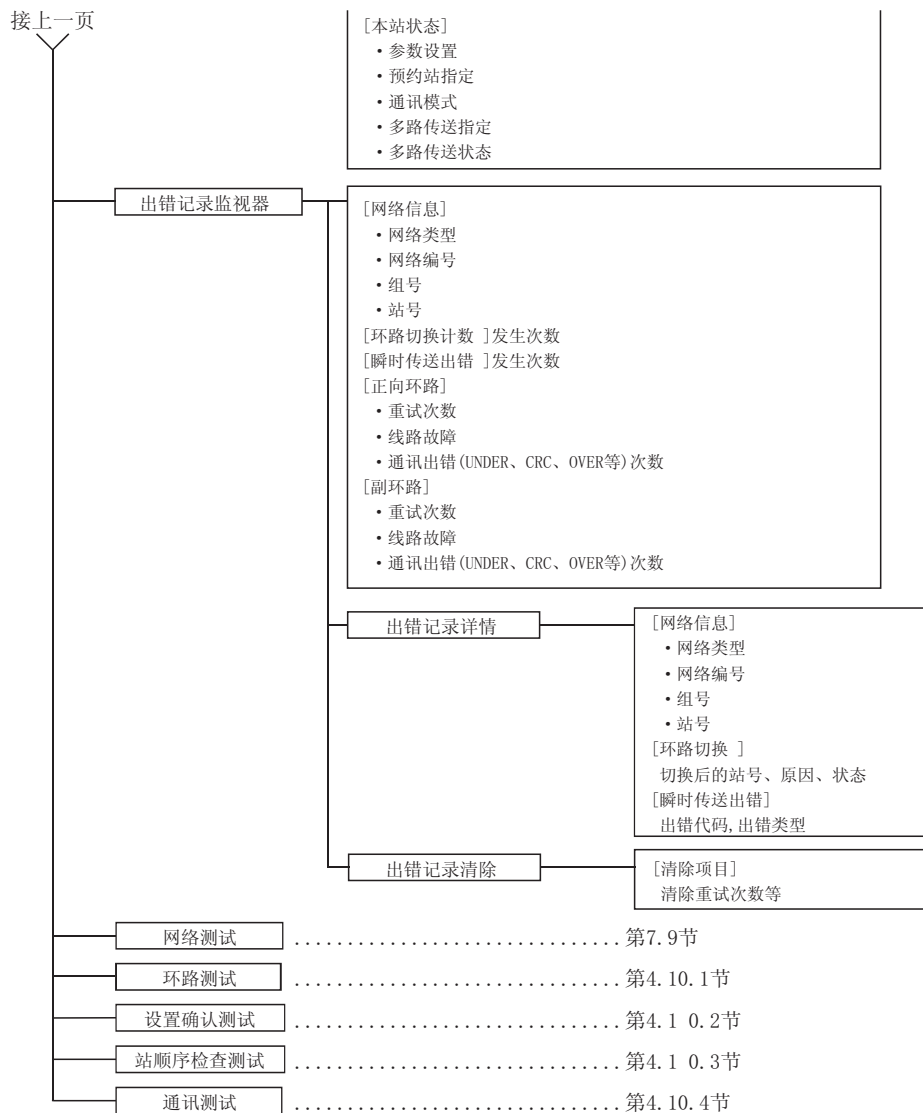 接上一页
[本站状态]
・参数设置
・预约站指定
・通讯模式
・多路传送指定
・多路传送状态
出错记录监视器
[网络信息]
・网络类型
・网络编号
・组号
・站号
[环路切换计数 ]发生次数
[瞬时传送出错 ]发生次数
[正向环路]
・重试次数
・线路故障
・通讯出错(UNDER、CRC、OVER等)次数
[副环路]
・重试次数
・线路故障
・通讯出错(UNDER、CRC、OVER等)次数
出错记录详情
[网络信息]
・网络类型
・网络编号
・组号
・站号
[环路切换 ]
切换后的站号、原因、状态
[瞬时传送出错]
出错代码,出错类型
出错记录清除
[清除项目]
清除重试次数等
网络测试 ............................... 第7.9节
环路测试 ............................... 第4.10.1节
设置确认测试 ............................... 第4.1 0.2节
站顺序检查测试 ............................... 第4.1 0.3节
通讯测试 ............................... 第4.10.4节